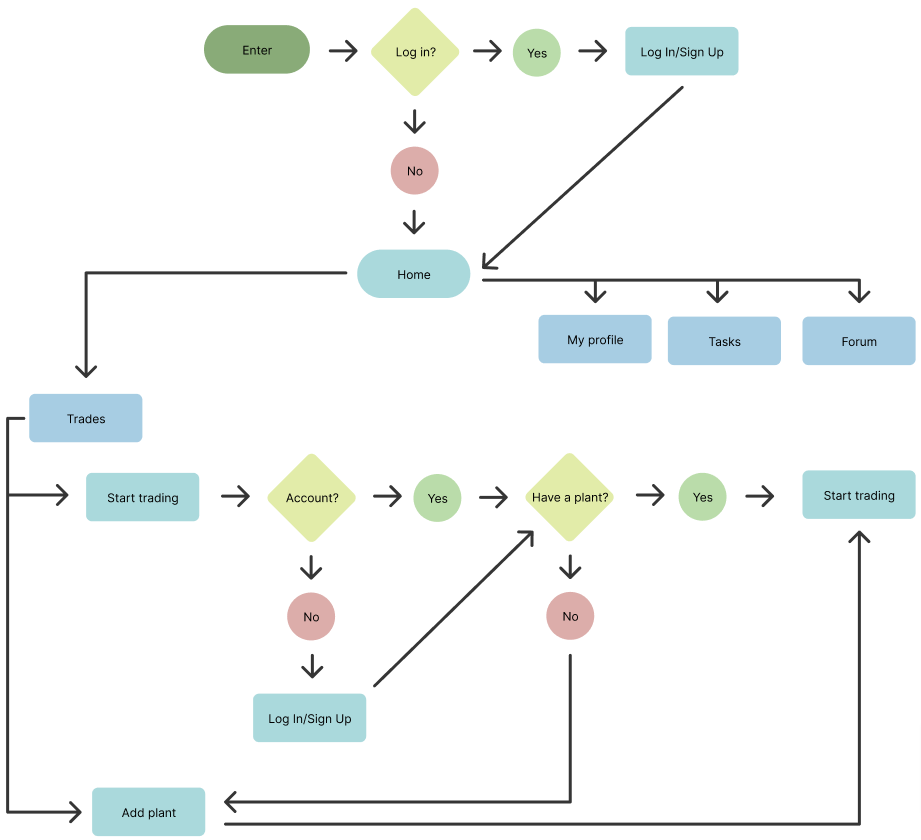 Enter
Log in?
Yes
Log In/Sign Up
No
Home
My profile
Tasks
Forum
Trades
Start trading
Account?
Yes
Have a plant?
Yes
Start trading
No
No
Log In/Sign Up
Add plant